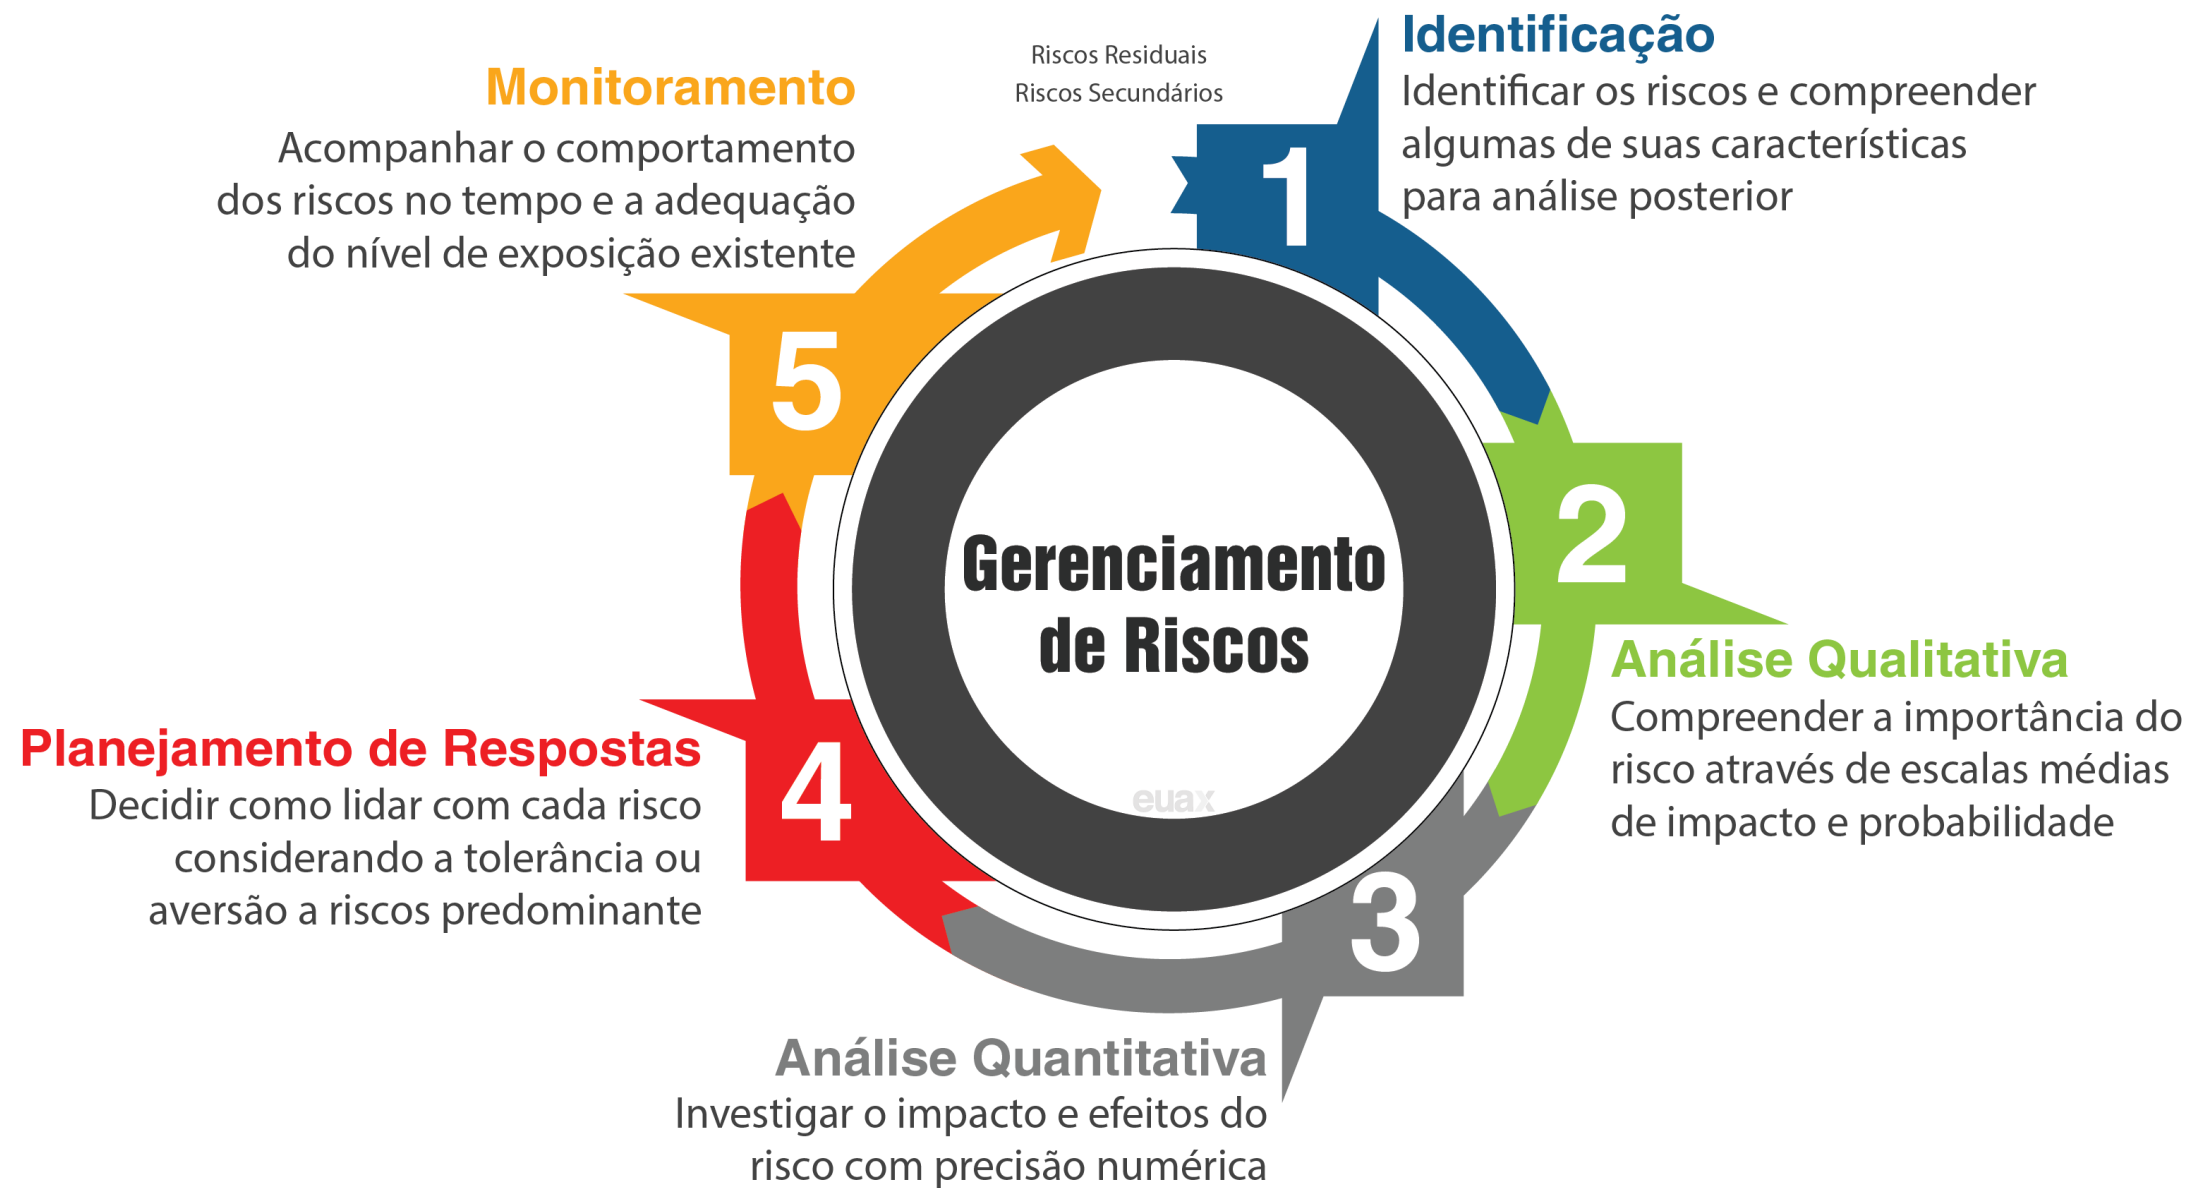 Riscos Residuais
Riscos Secundários
1
Identificação
Identificar os riscos e compreender
algumas de suas características
para análise posterior
2
Análise Qualitativa
Compreender a importância do
risco através de escalas médias
de impacto e probabilidade
3
Análise Quantitativa
Investigar o impacto e efeitos do
risco com precisão numérica
4
Planejamento de Respostas
Decidir como lidar com cada risco
considerando a tolerância ou
aversão a riscos predominante
5
Monitoramento
Acompanhar o comportamento
dos riscos no tempo e a adequação
do nível de exposição existente
Gerenciamento
de Riscos
euax